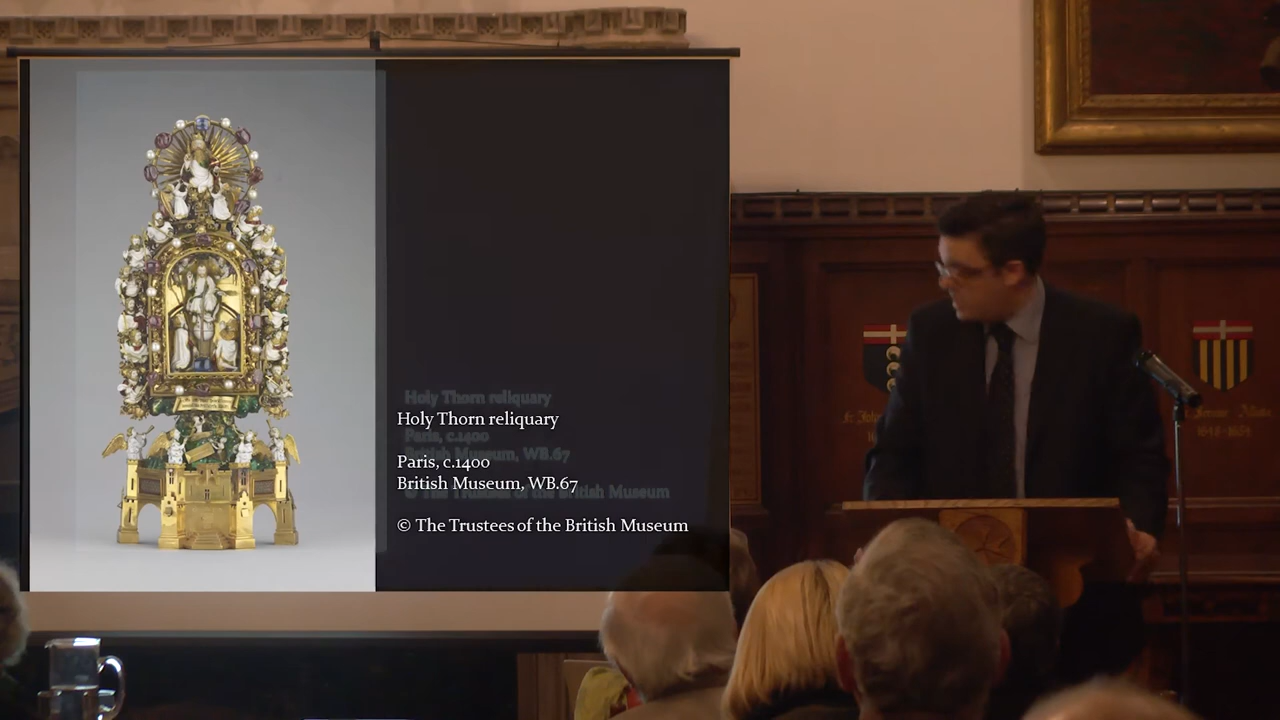 Holy Thorn reliquary
Paris, c.1400
British Museum, WB.67
© The Trustees of the British Museum